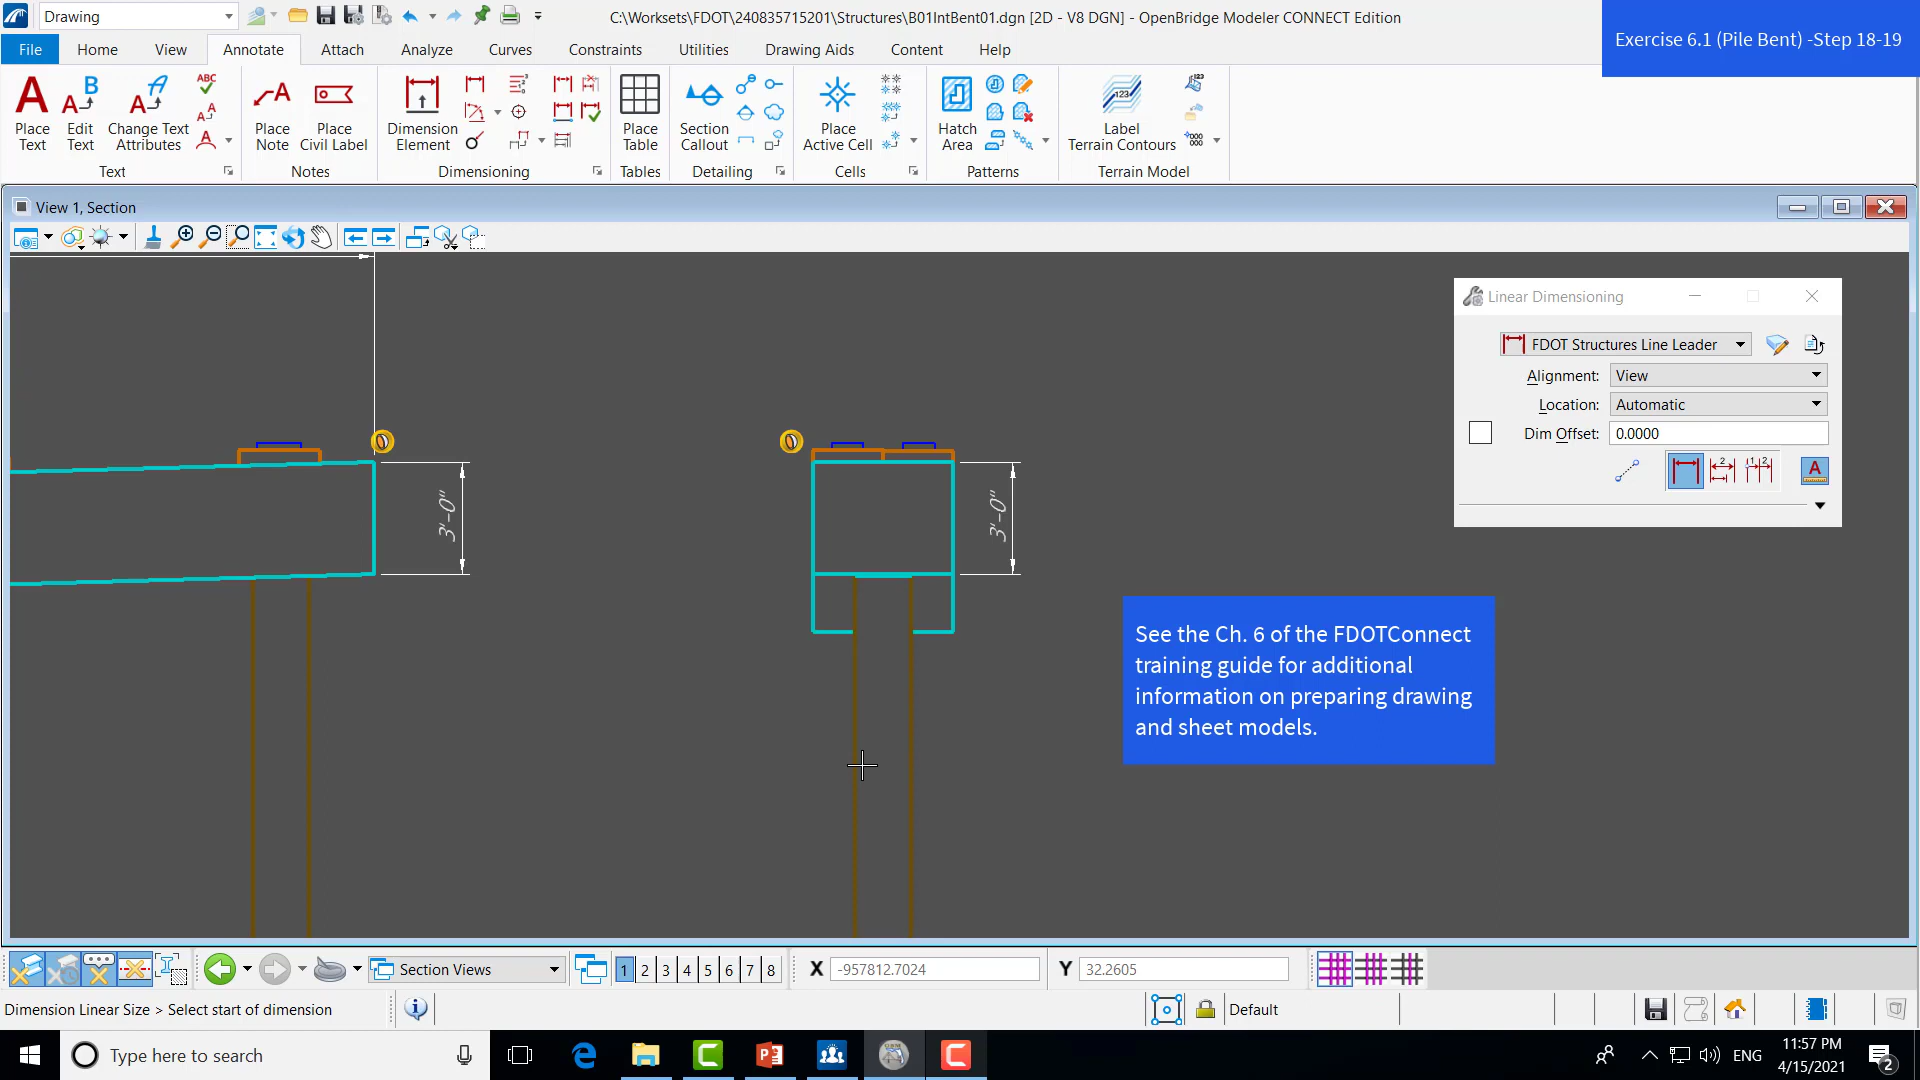 Drawing
C:\Worksets\FDOT\240835715201\Structures\B01IntBent01.dgn [2D - V8 DGN] - OpenBridge Modeler CONNECT Edition
Exercise 6.1 (Pile Bent) -Step 18-19
File Home View Annotate Attach Analyze Curves Constraints Utilities Drawing Aids Content Help
Place Text
Edit Text
Change Text Attributes
ABC
Text
Place Note
Place Civil Label
Notes
Dimension Element
Dimensioning
Place Table
Tables
Section Callout
Detailing
Place Active Cell
Cells
Hatch Area
Patterns
Label Terrain Contours
Terrain Model
View 1, Section
Linear Dimensioning
FDOT Structures Line Leader
Alignment: View
Location: Automatic
Dim Offset: 0.0000
3'-0"
3'-0"
See the Ch. 6 of the FDOTConnect
training guide for additional
information on preparing drawing
and sheet models.
Section Views
1 2 3 4 5 6 7 8
X -957812.7024
Y 32.2605
Dimension Linear Size > Select start of dimension
Default
Type here to search
ENG
11:57 PM
4/15/2021
2